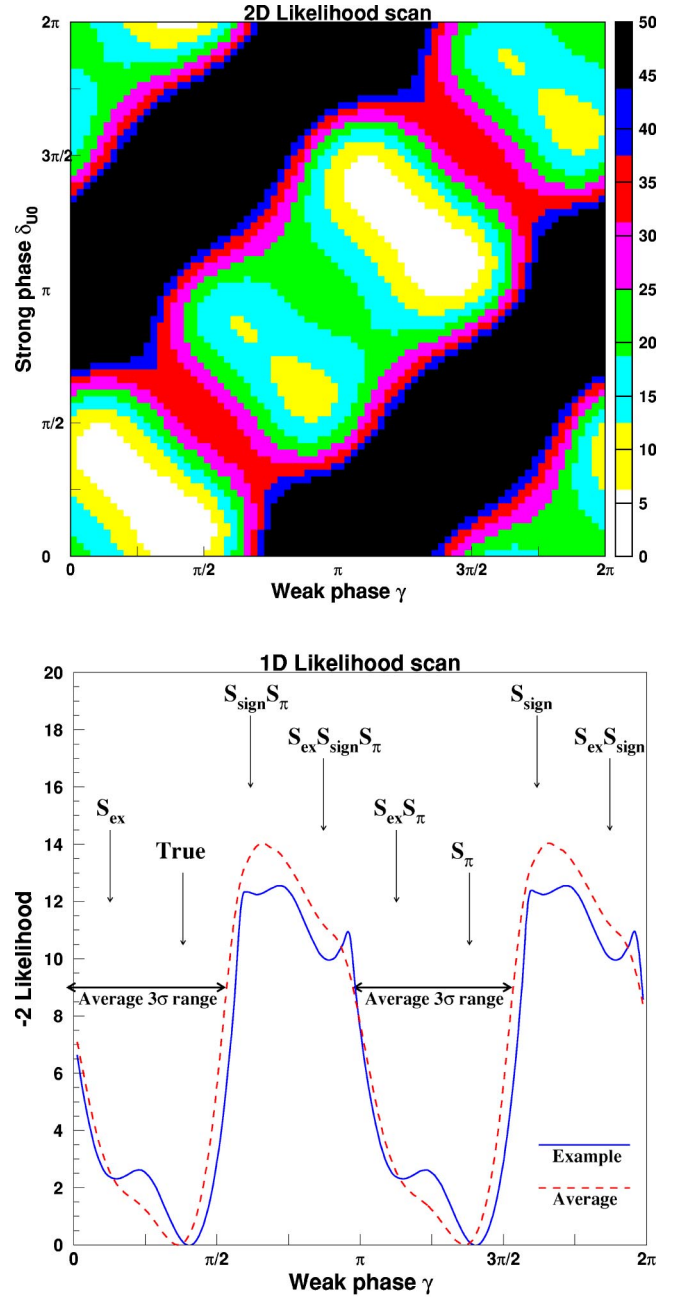 2D Likelihood scan
2π
3π/2
π
π/2
0
Strong phase δU0
0 π/2 π 3π/2 2π
Weak phase γ
50
45
40
35
30
25
20
15
10
5
0
1D Likelihood scan
20
18
16
14
12
10
8
6
4
2
0
-2 Likelihood
SsignSπ
Ssign
SexSsignSπ
SexSsign
Sex
SexSπ
True
Sπ
Average 3σ range
Average 3σ range
Example
Average
0 π/2 π 3π/2 2π
Weak phase γ